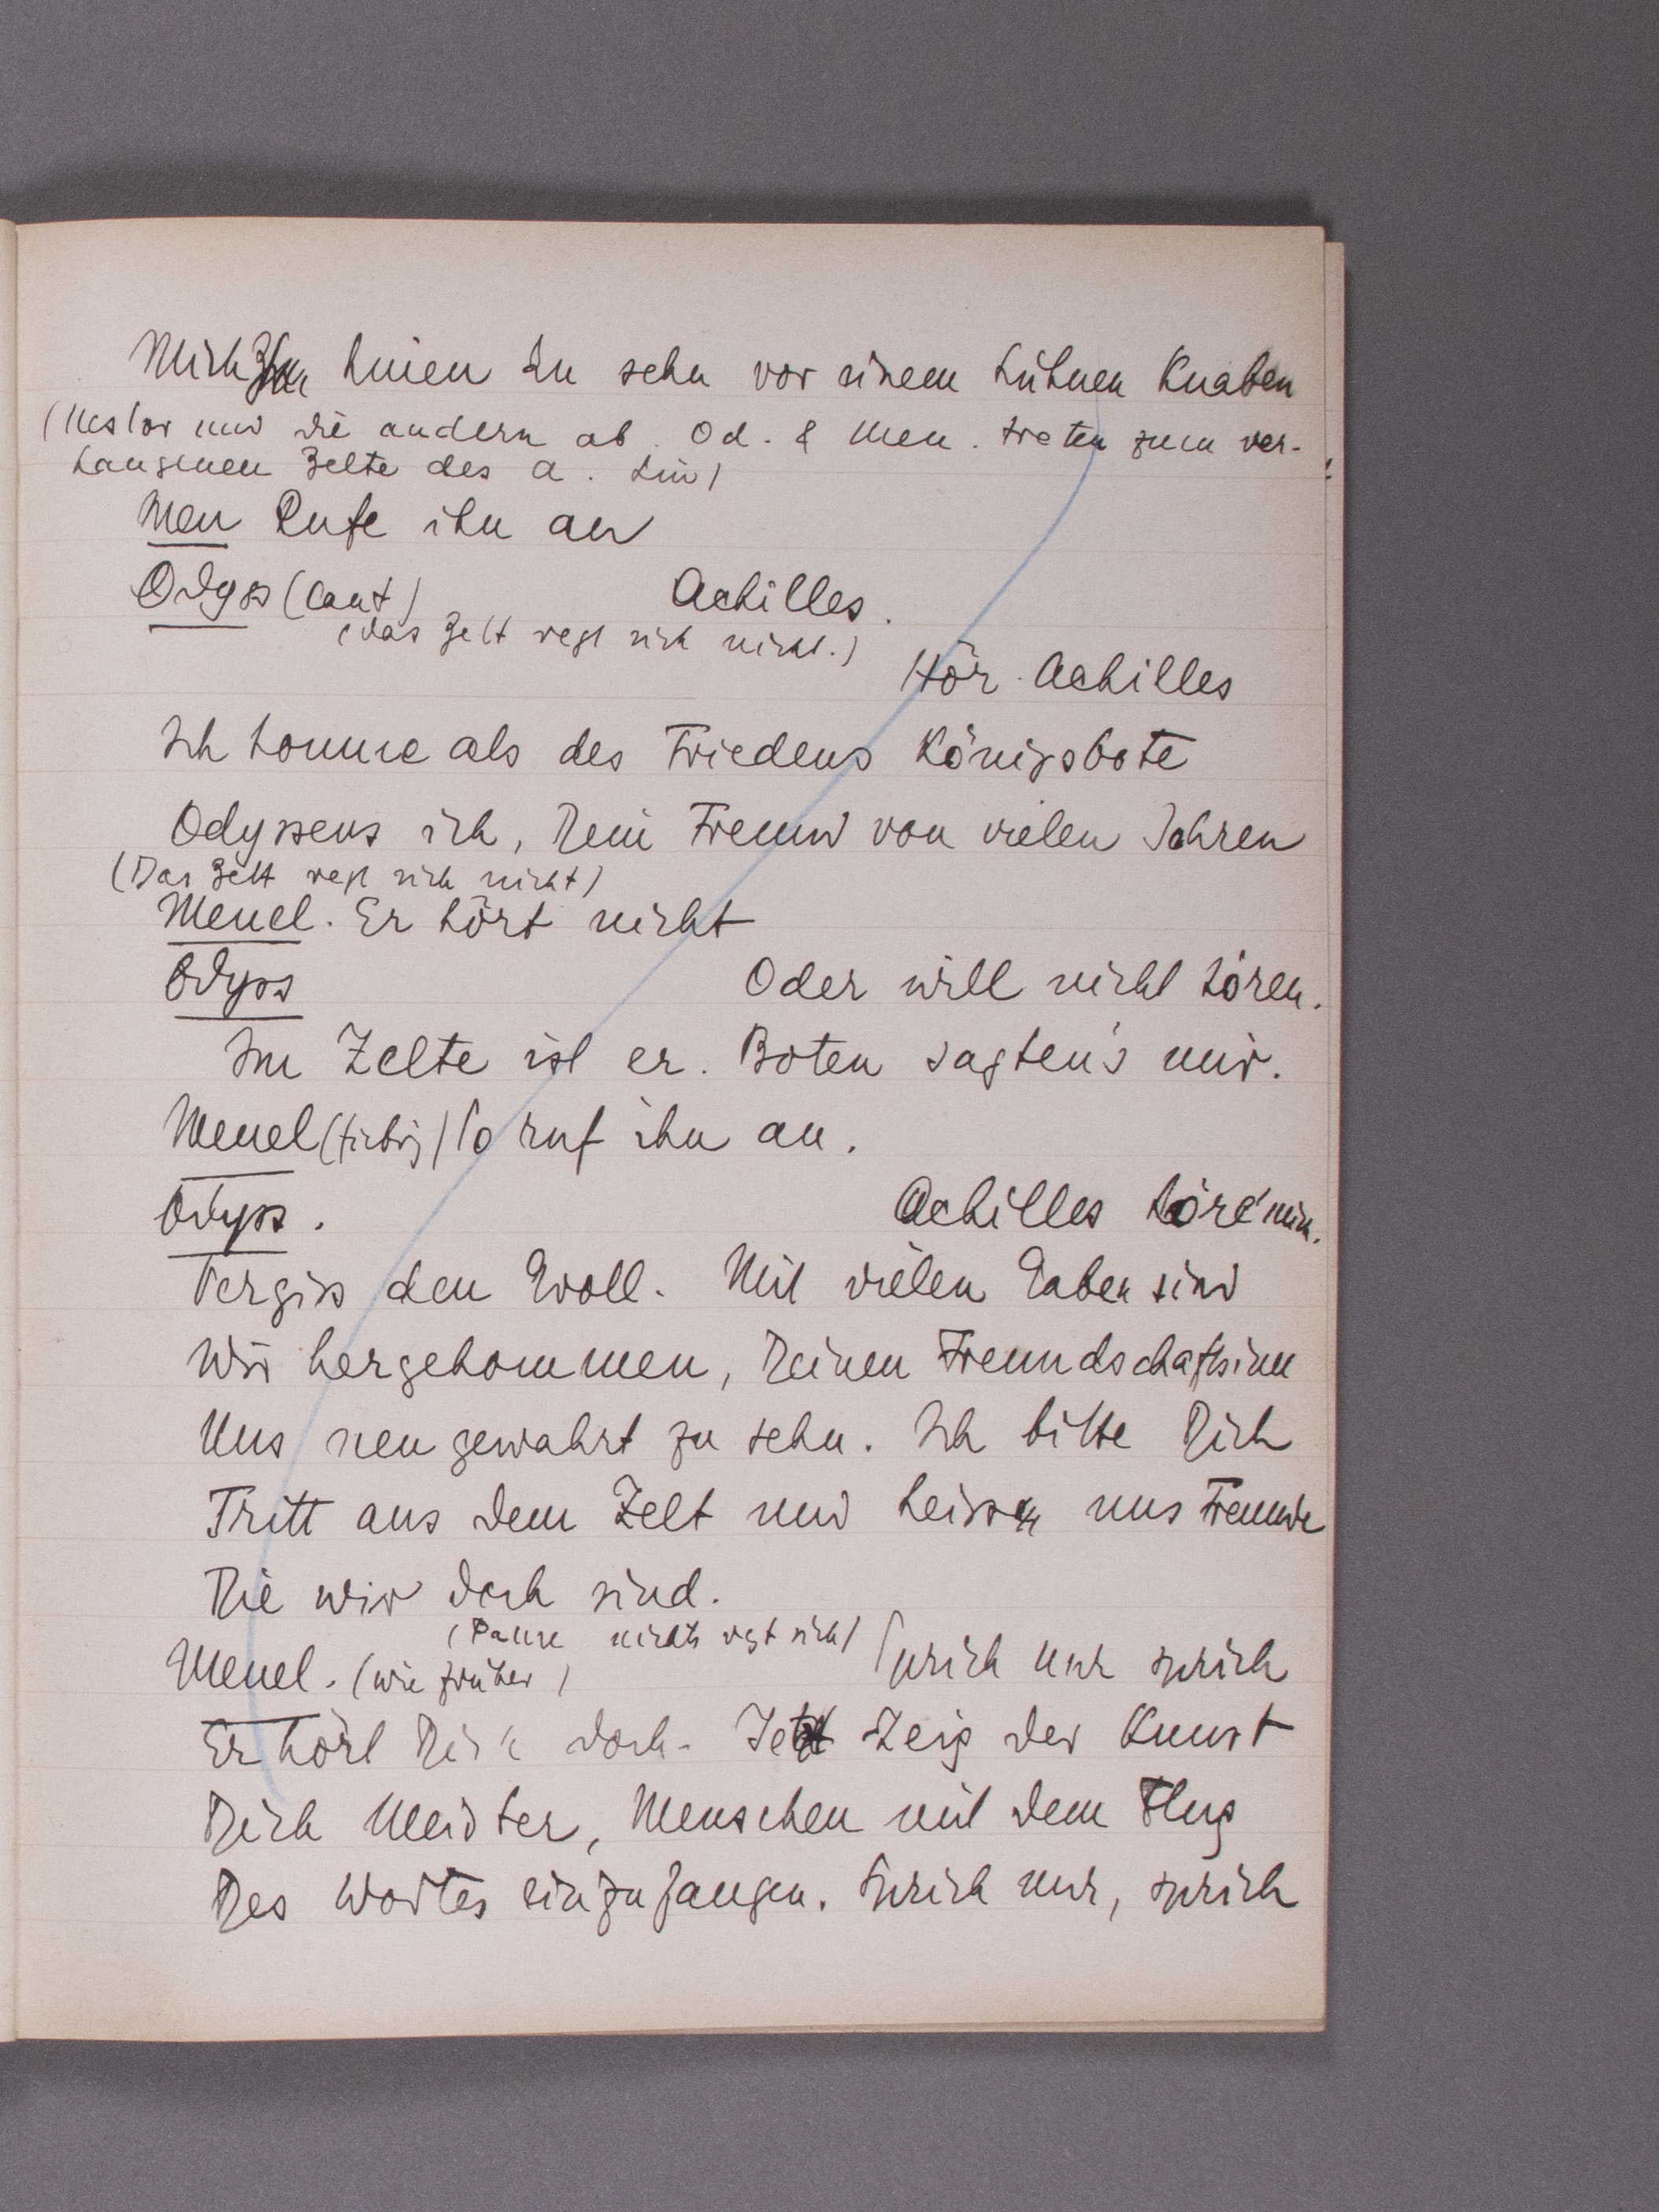 Mich knien zu sehn vor einem kühnen Knaben
(Nestor und die andern ab. Od. & Men. treten zum ver-
hangenen Zelte des A. hin)
Men Rufe ihn an
Odyss (laut) Achilles.
(das Zelt regt sich nicht.)
Hör Achilles
Ich komme als des Friedens Königsbote
Odysseus ich, Dein Freund von vielen Jahren
(Das Zelt regt sich nicht)
Menel. Er hört nicht
Odyss Oder will nicht hören.
Im Zelte ist er. Boten sagten's mir.
Menel So ruf ihn an.
Odyss. Achilles höre mich.
Vergiss den Groll. Mit vielen Gaben sind
Wir hergekommen, Deinen Freundschaftsinn
Uns neu gewahrt zu sehn. Ich bitte Dich
Tritt aus dem Zelt und heiss uns Freunde
Die wir doch sind.
(Pause nichts regt sich)
Menel. (wie früher) Sprich nur sprich
Er hört Dich doch. Jetzt zeig der Kunst
Dich Meister, Menschen mit dem Flug
Des Wortes einzufangen. Sprich nur, sprich